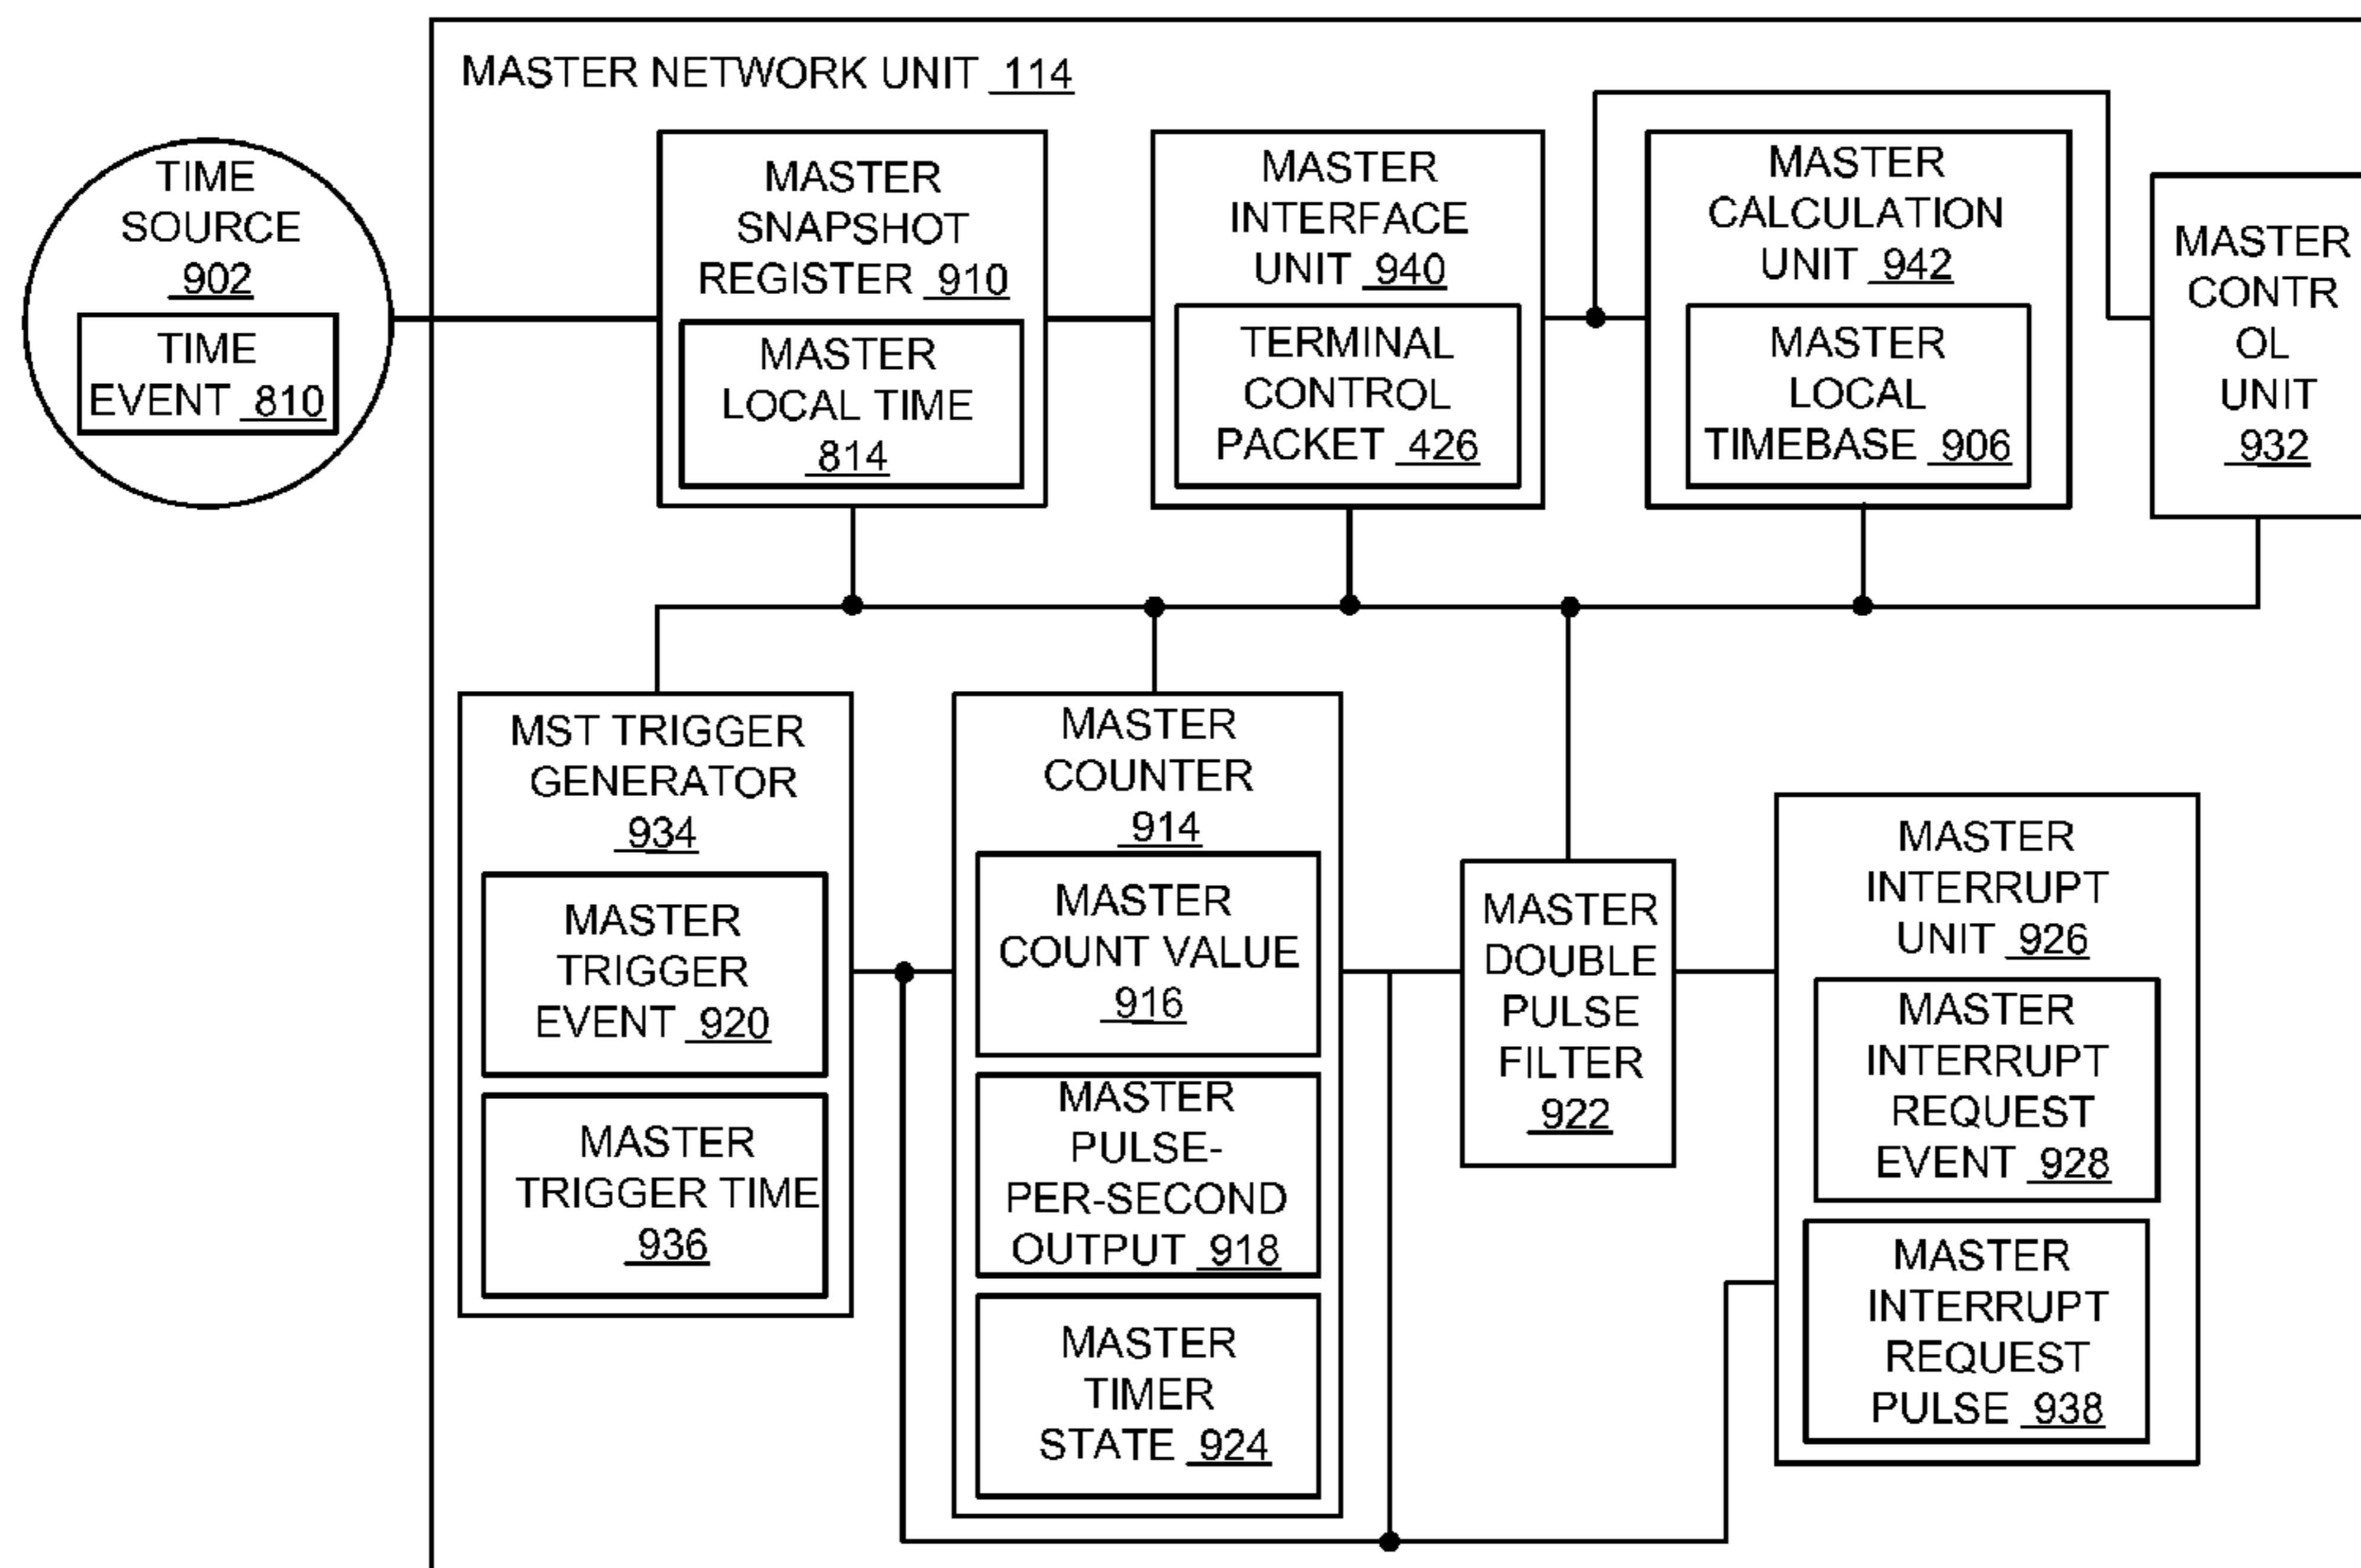 MASTER NETWORK UNIT 114
TIME
SOURCE
902
TIME
EVENT 810
MASTER
SNAPSHOT
REGISTER 910
MASTER
LOCAL TIME
814
MASTER
INTERFACE
UNIT 940
TERMINAL
CONTROL
PACKET 426
MASTER
CALCULATION
UNIT 942
MASTER
LOCAL
TIMEBASE 906
MASTER
CONTR
OL
UNIT
932
MST TRIGGER
GENERATOR
934
MASTER
TRIGGER
EVENT 920
MASTER
TRIGGER TIME
936
MASTER
COUNTER
914
MASTER
COUNT VALUE
916
MASTER
PULSE-
PER-SECOND
OUTPUT 918
MASTER
TIMER
STATE 924
MASTER
DOUBLE
PULSE
FILTER
922
MASTER
INTERRUPT
UNIT 926
MASTER
INTERRUPT
REQUEST
EVENT 928
MASTER
INTERRUPT
REQUEST
PULSE 938